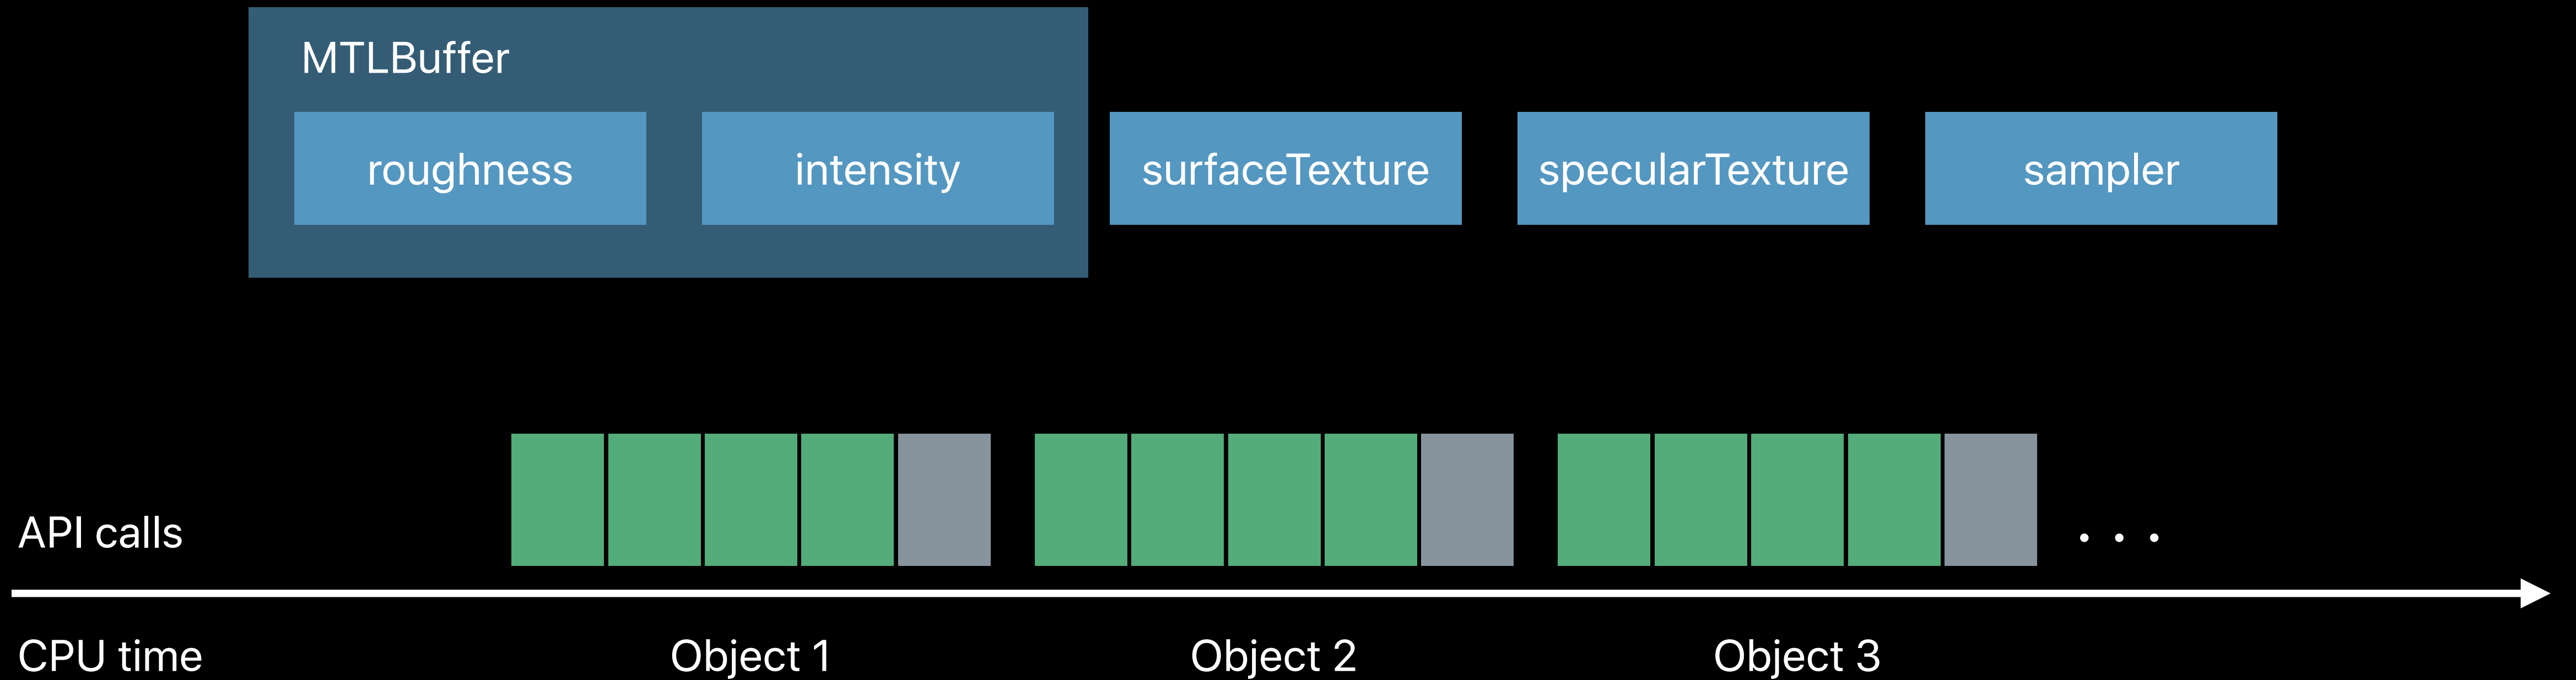 MTLBuffer
roughness
intensity
surfaceTexture
specularTexture
sampler
API calls
. . .
CPU time
Object 1
Object 2
Object 3